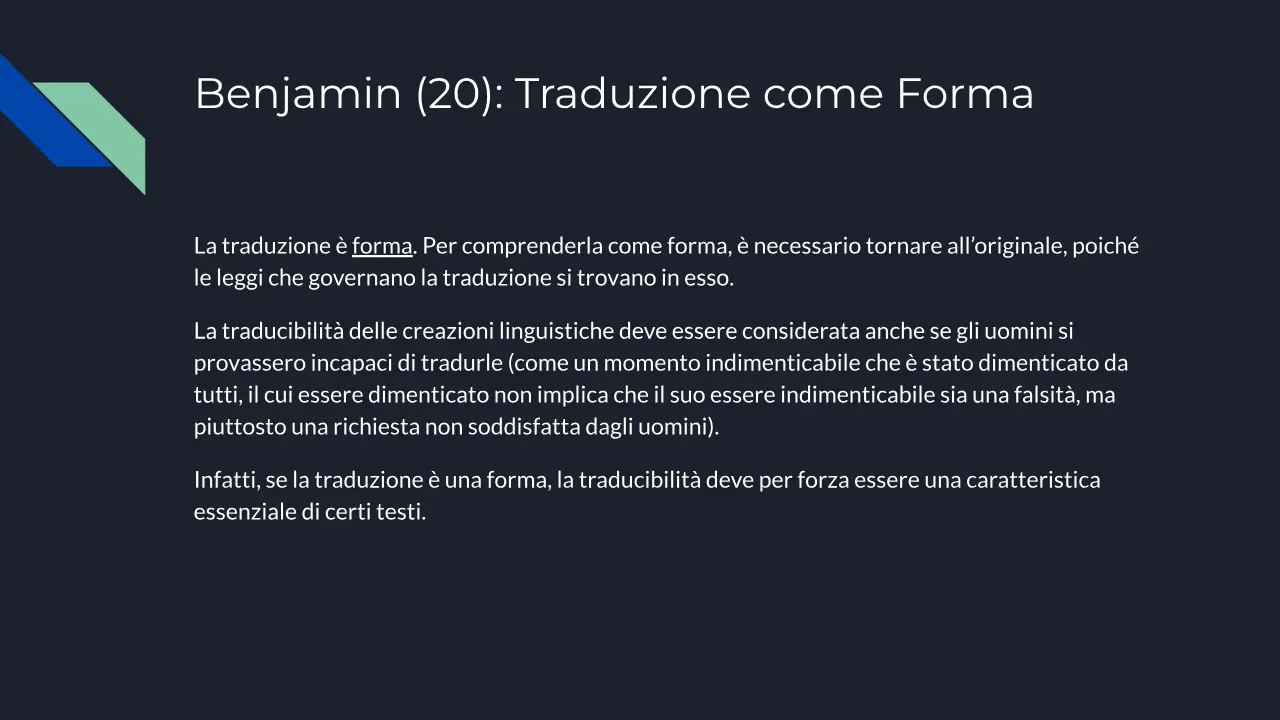 Benjamin (20): Traduzione come Forma
La traduzione è forma. Per comprenderla come forma, è necessario tornare all’originale, poiché
le leggi che governano la traduzione si trovano in esso.
La traducibilità delle creazioni linguistiche deve essere considerata anche se gli uomini si
provassero incapaci di tradurle (come un momento indimenticabile che è stato dimenticato da
tutti, il cui essere dimenticato non implica che il suo essere indimenticabile sia una falsità, ma
piuttosto una richiesta non soddisfatta dagli uomini).
Infatti, se la traduzione è una forma, la traducibilità deve per forza essere una caratteristica
essenziale di certi testi.